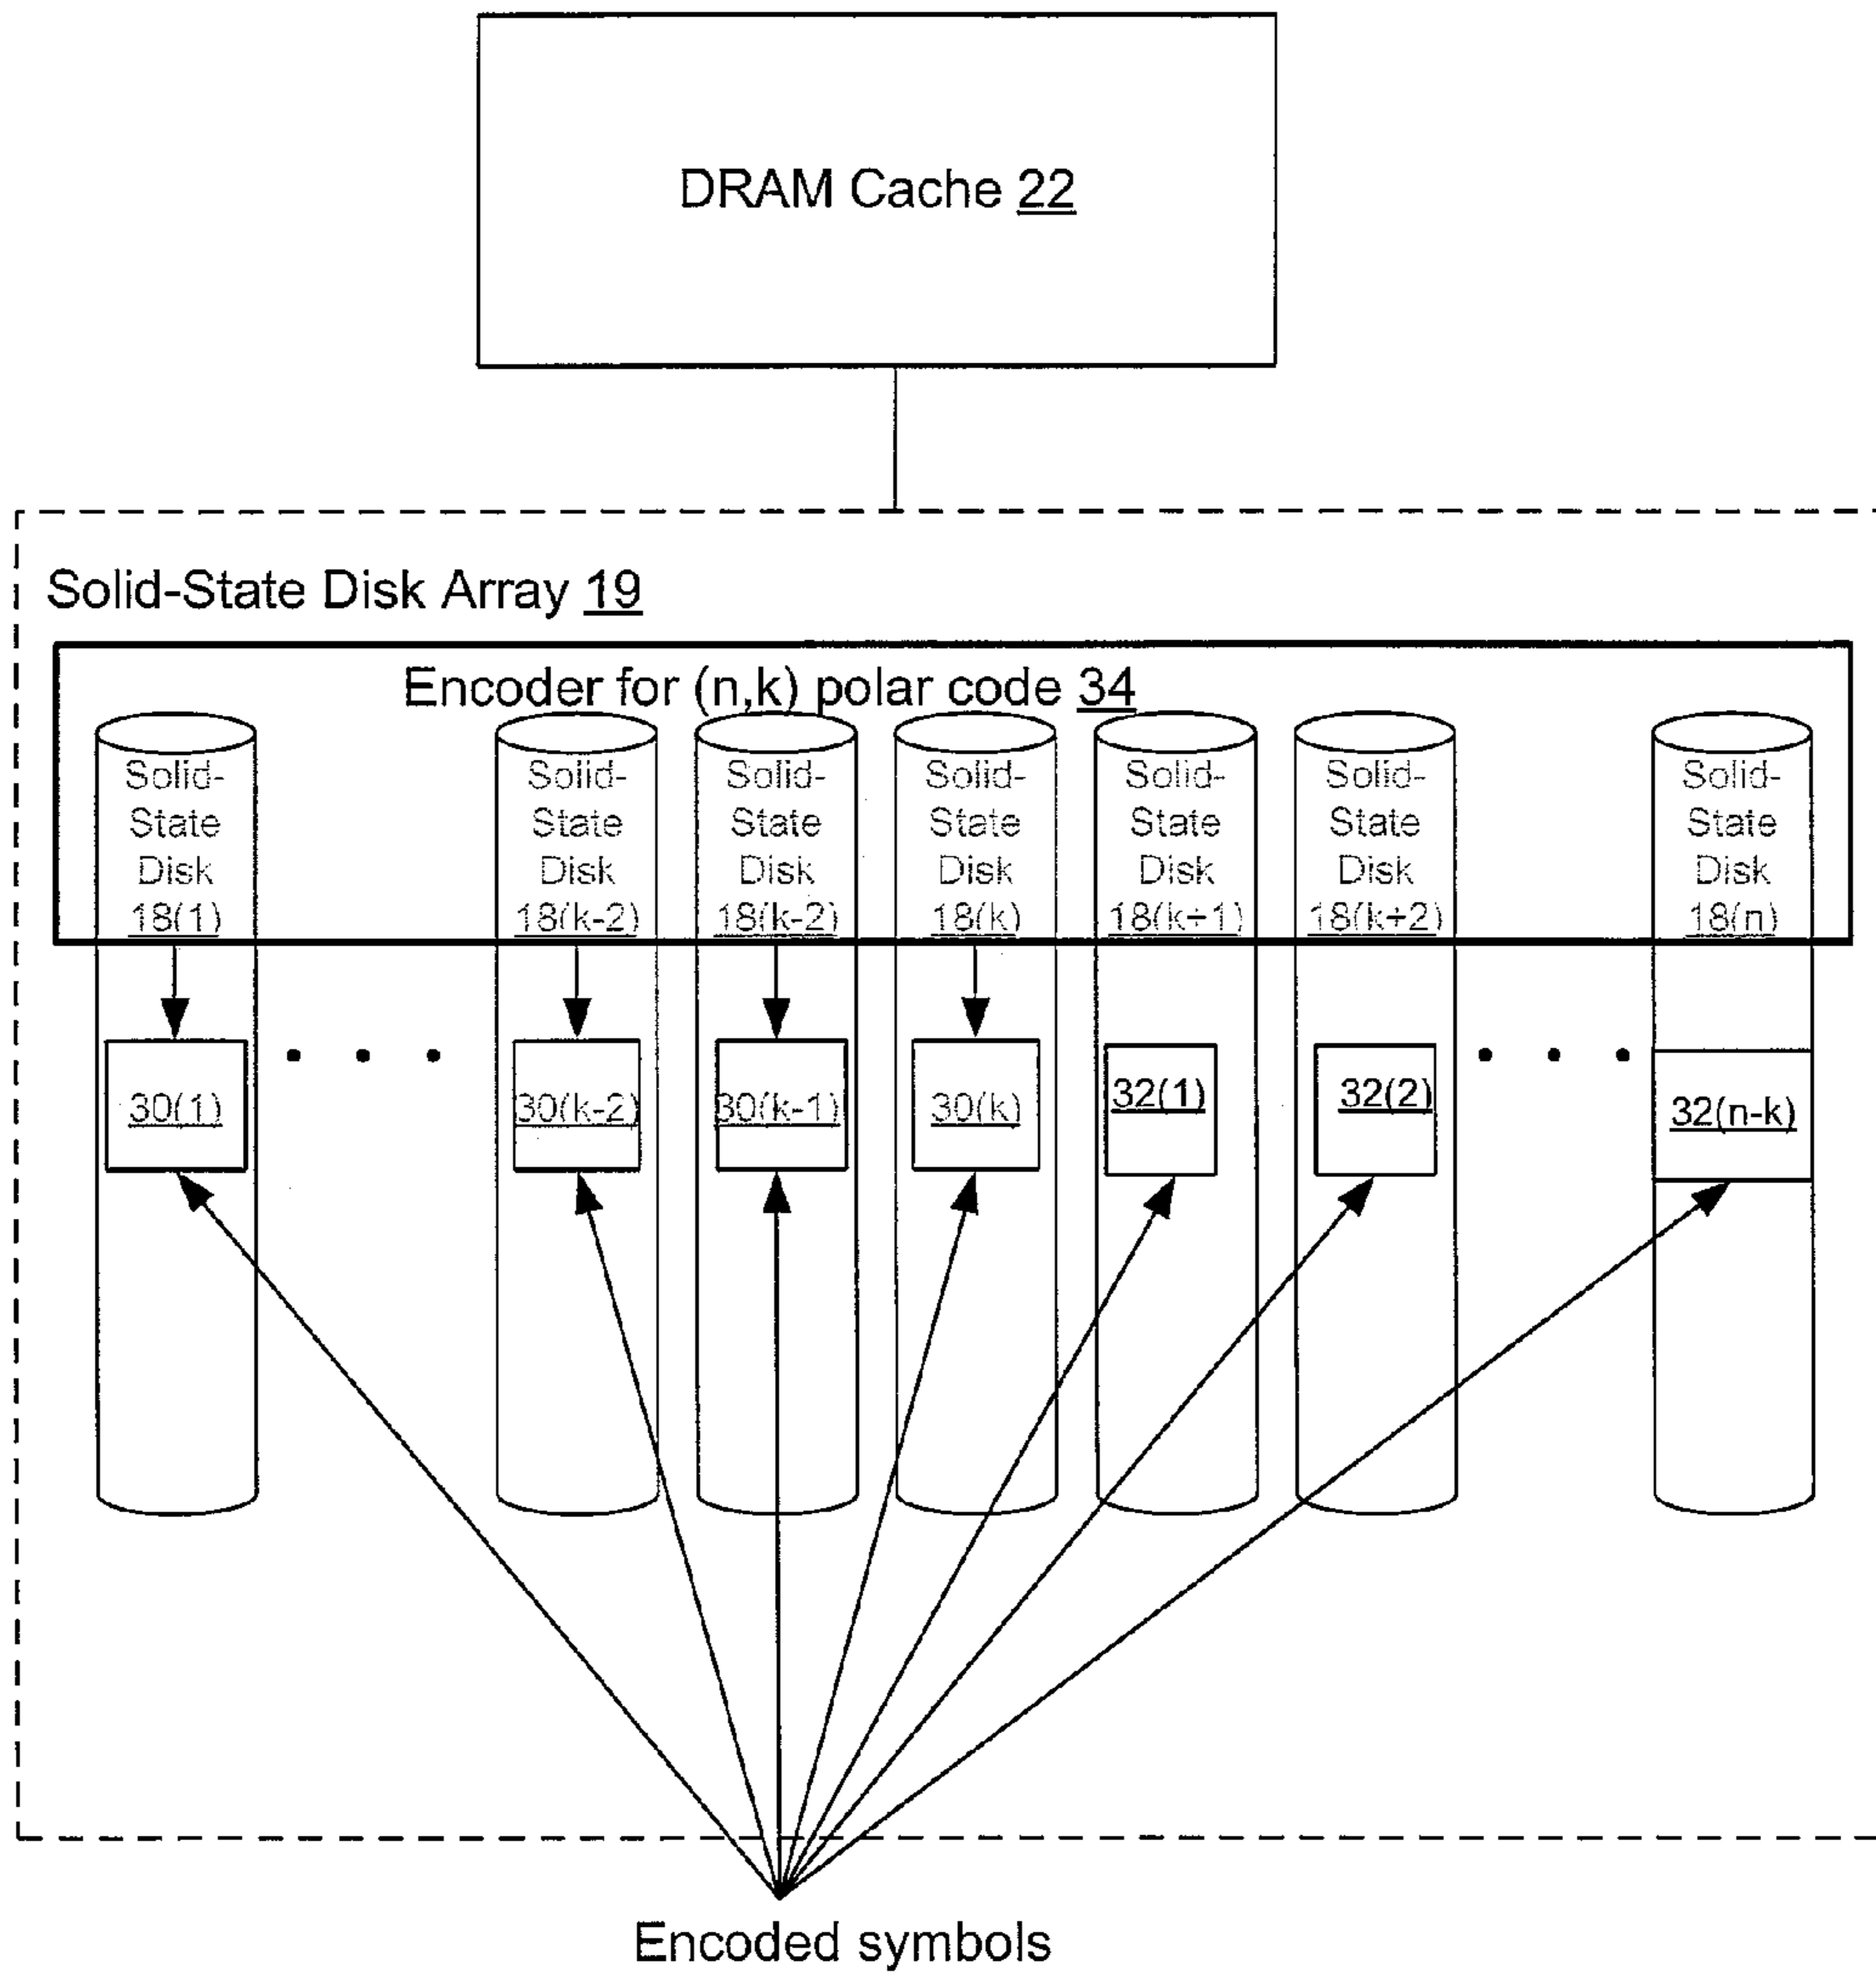 DRAM Cache 22
Solid-State Disk Array 19
Encoder for (n,k) polar code 34
Solid-
State
Disk
18(1)
Solid-
State
Disk
18(k-2)
Solid-
State
Disk
18(k-2)
Solid-
State
Disk
18(k)
Solid-
State
Disk
18(k+1)
Solid-
State
Disk
18(k+2)
Solid-
State
Disk
18(n)
30(1)
30(k-2)
30(k-1)
30(k)
32(1)
32(2)
32(n-k)
Encoded symbols